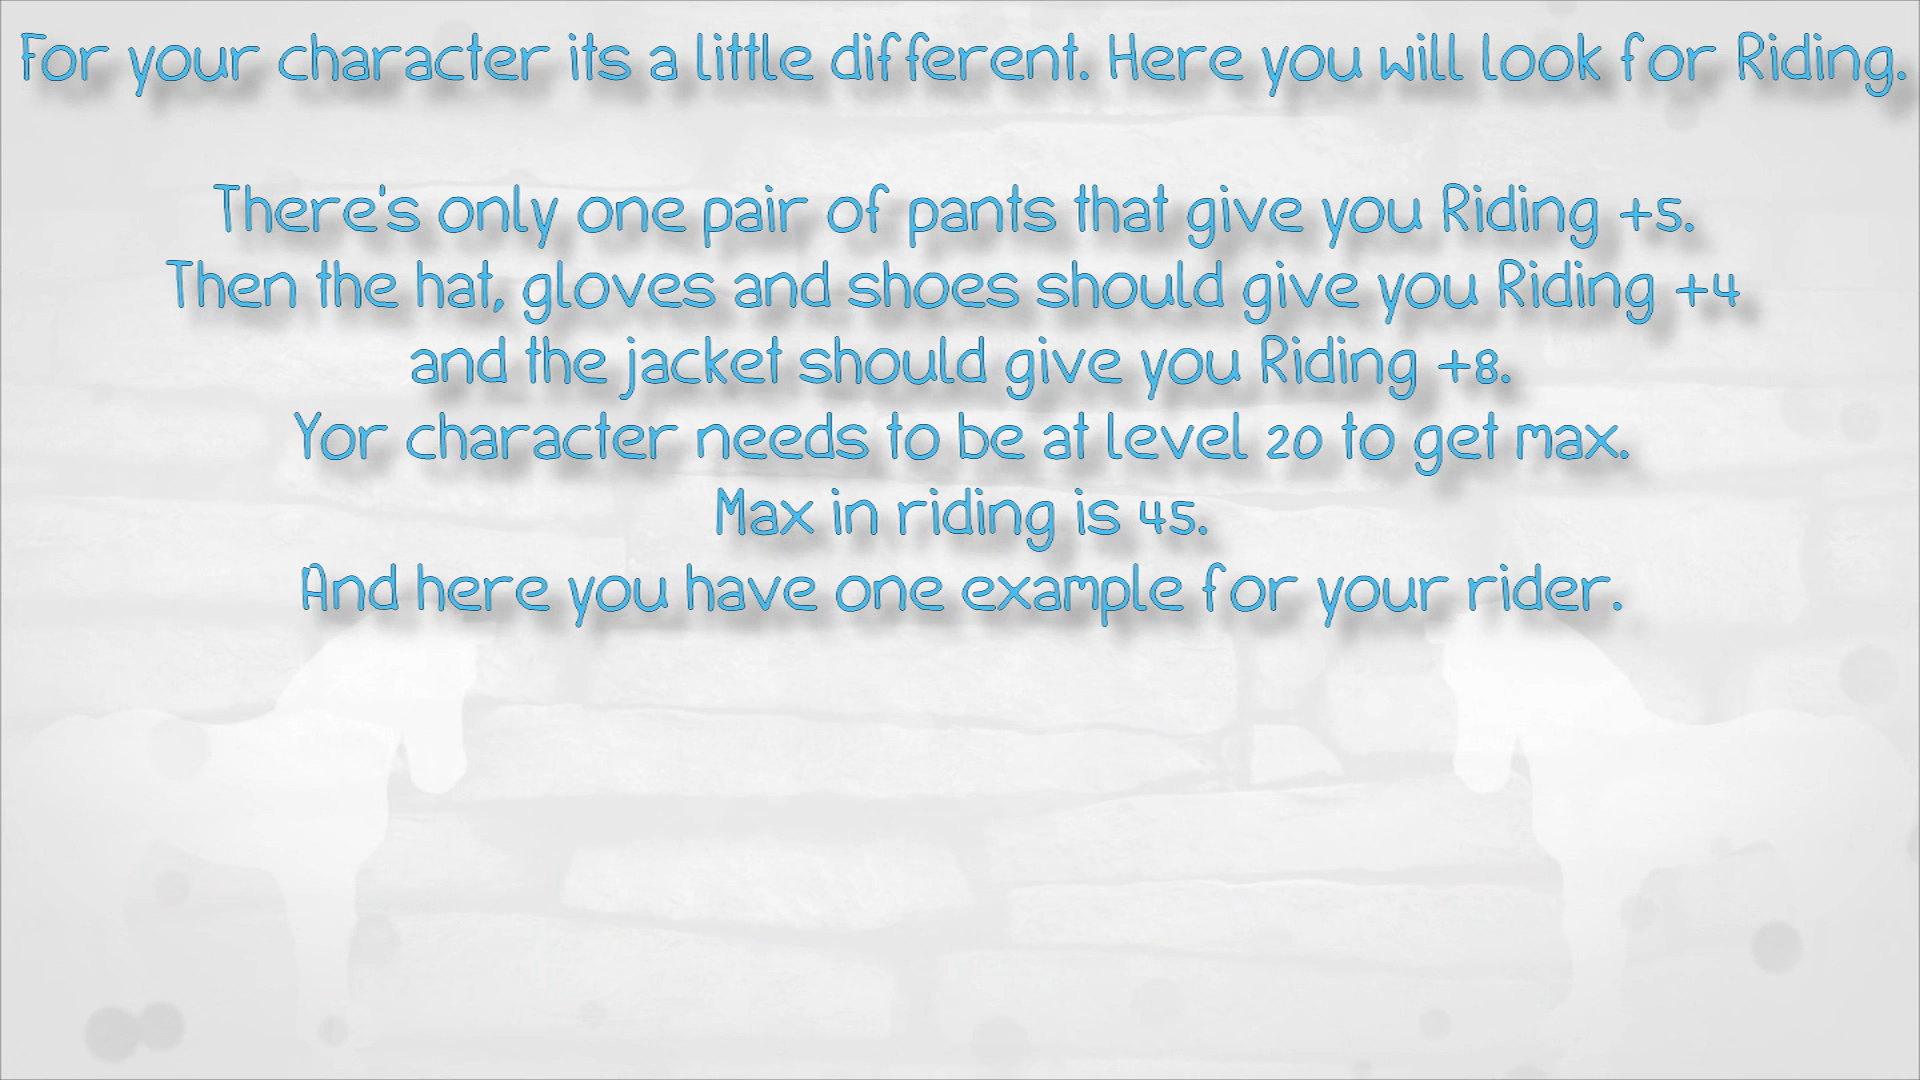 For your character its a little different. Here you will look for Riding.
There's only one pair of pants that give you Riding +5.
Then the hat, gloves and shoes should give you Riding +4
and the jacket should give you Riding +8.
Yor character needs to be at level 20 to get max.
Max in riding is 45.
And here you have one example for your rider.